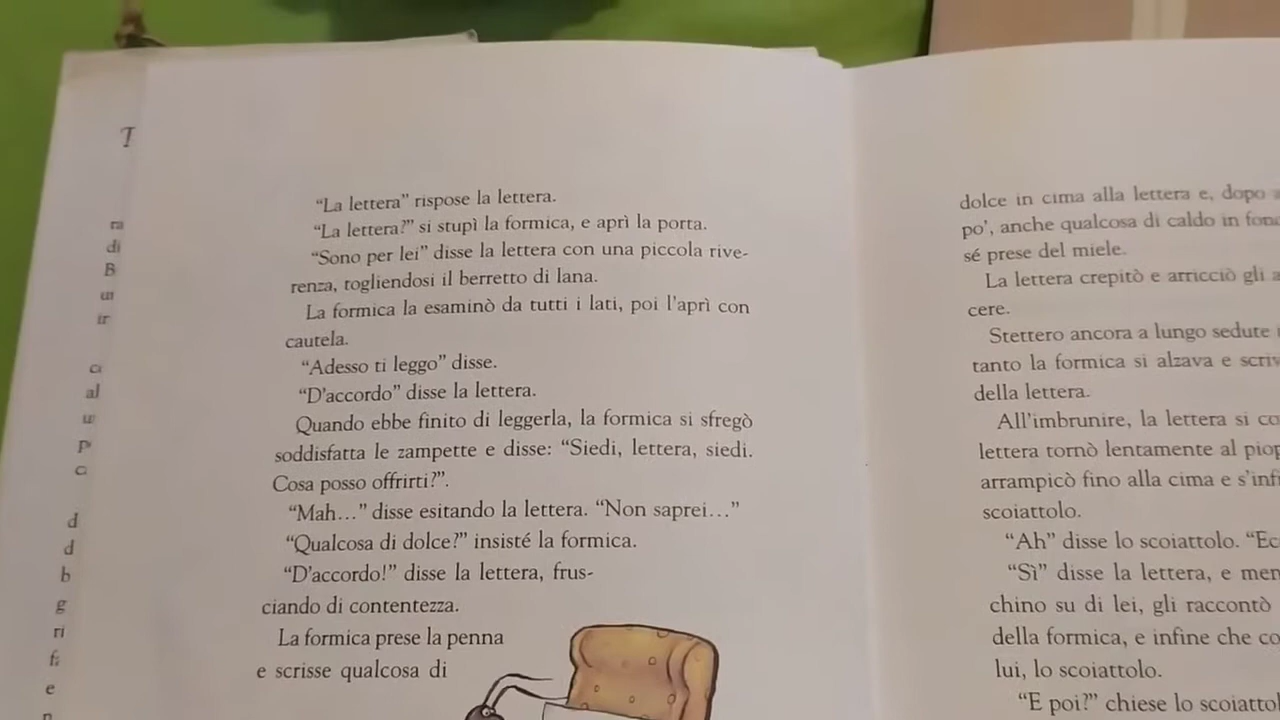 T
ra
di
B
ir
al
d
d
b
g
ri
e
“La lettera” rispose la lettera.
“La lettera?” si stupì la formica, e aprì la porta.
“Sono per lei” disse la lettera con una piccola rive-
renza, togliendosi il berretto di lana.
La formica la esaminò da tutti i lati, poi l’aprì con
cautela.
“Adesso ti leggo” disse.
“D’accordo” disse la lettera.
Quando ebbe finito di leggerla, la formica si sfregò
soddisfatta le zampette e disse: “Siedi, lettera, siedi.
Cosa posso offrirti?”.
“Mah…” disse esitando la lettera. “Non saprei…”
“Qualcosa di dolce?” insisté la formica.
“D’accordo!” disse la lettera, frus-
ciando di contentezza.
La formica prese la penna
e scrisse qualcosa di
dolce in cima alla lettera e, dopo
po’, anche qualcosa di caldo in
sé prese del miele.
La lettera crepitò e arricciò gli
cere.
Stettero ancora a lungo sedute
tanto la formica si alzava e
della lettera.
All’imbrunire, la lettera si
lettera tornò lentamente al
arrampicò fino alla cima e
scoiattolo.
“Ah” disse lo scoiattolo.
“Sì” disse la lettera, e
chino su di lei, gli raccontò
della formica, e infine che
lui, lo scoiattolo.
“E poi?” chiese lo